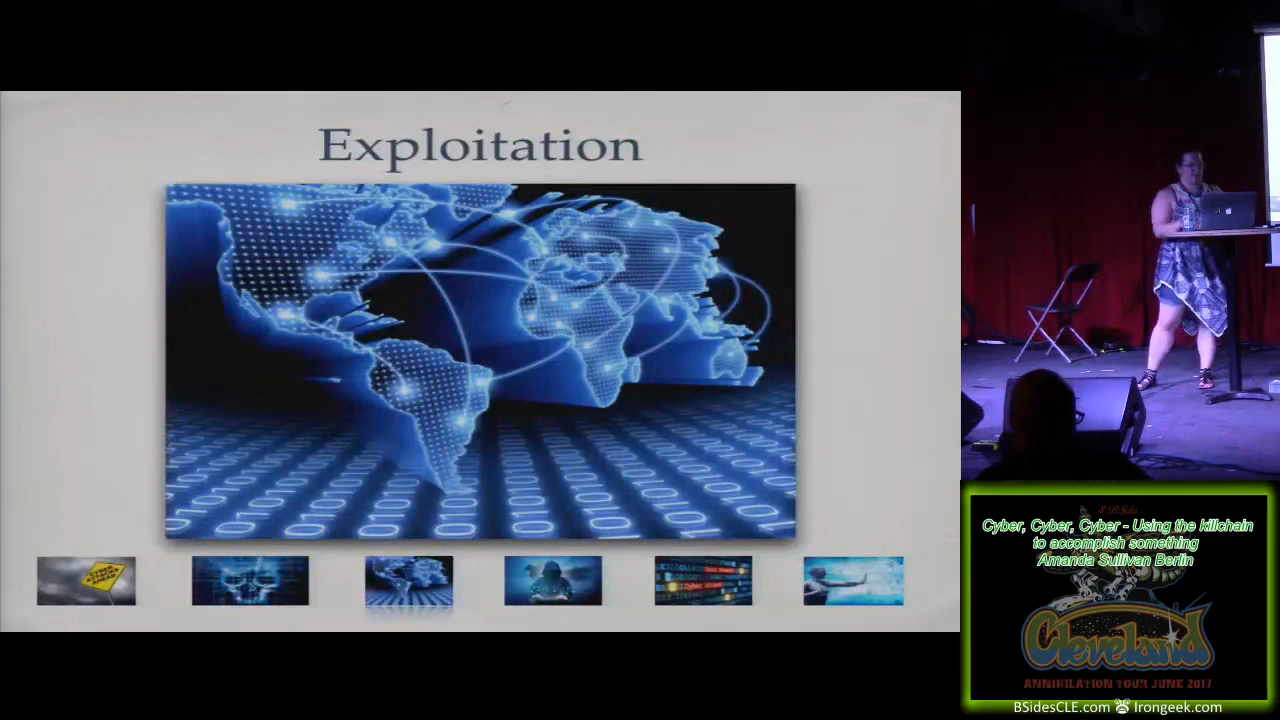 Exploitation
Cyber, Cyber, Cyber - Using the killchain
to accomplish something
Amanda Sullivan Berlin
Cleveland
ANNIHILATION TOUR JUNE 2017
BSidesCLE.com Irongeek.com